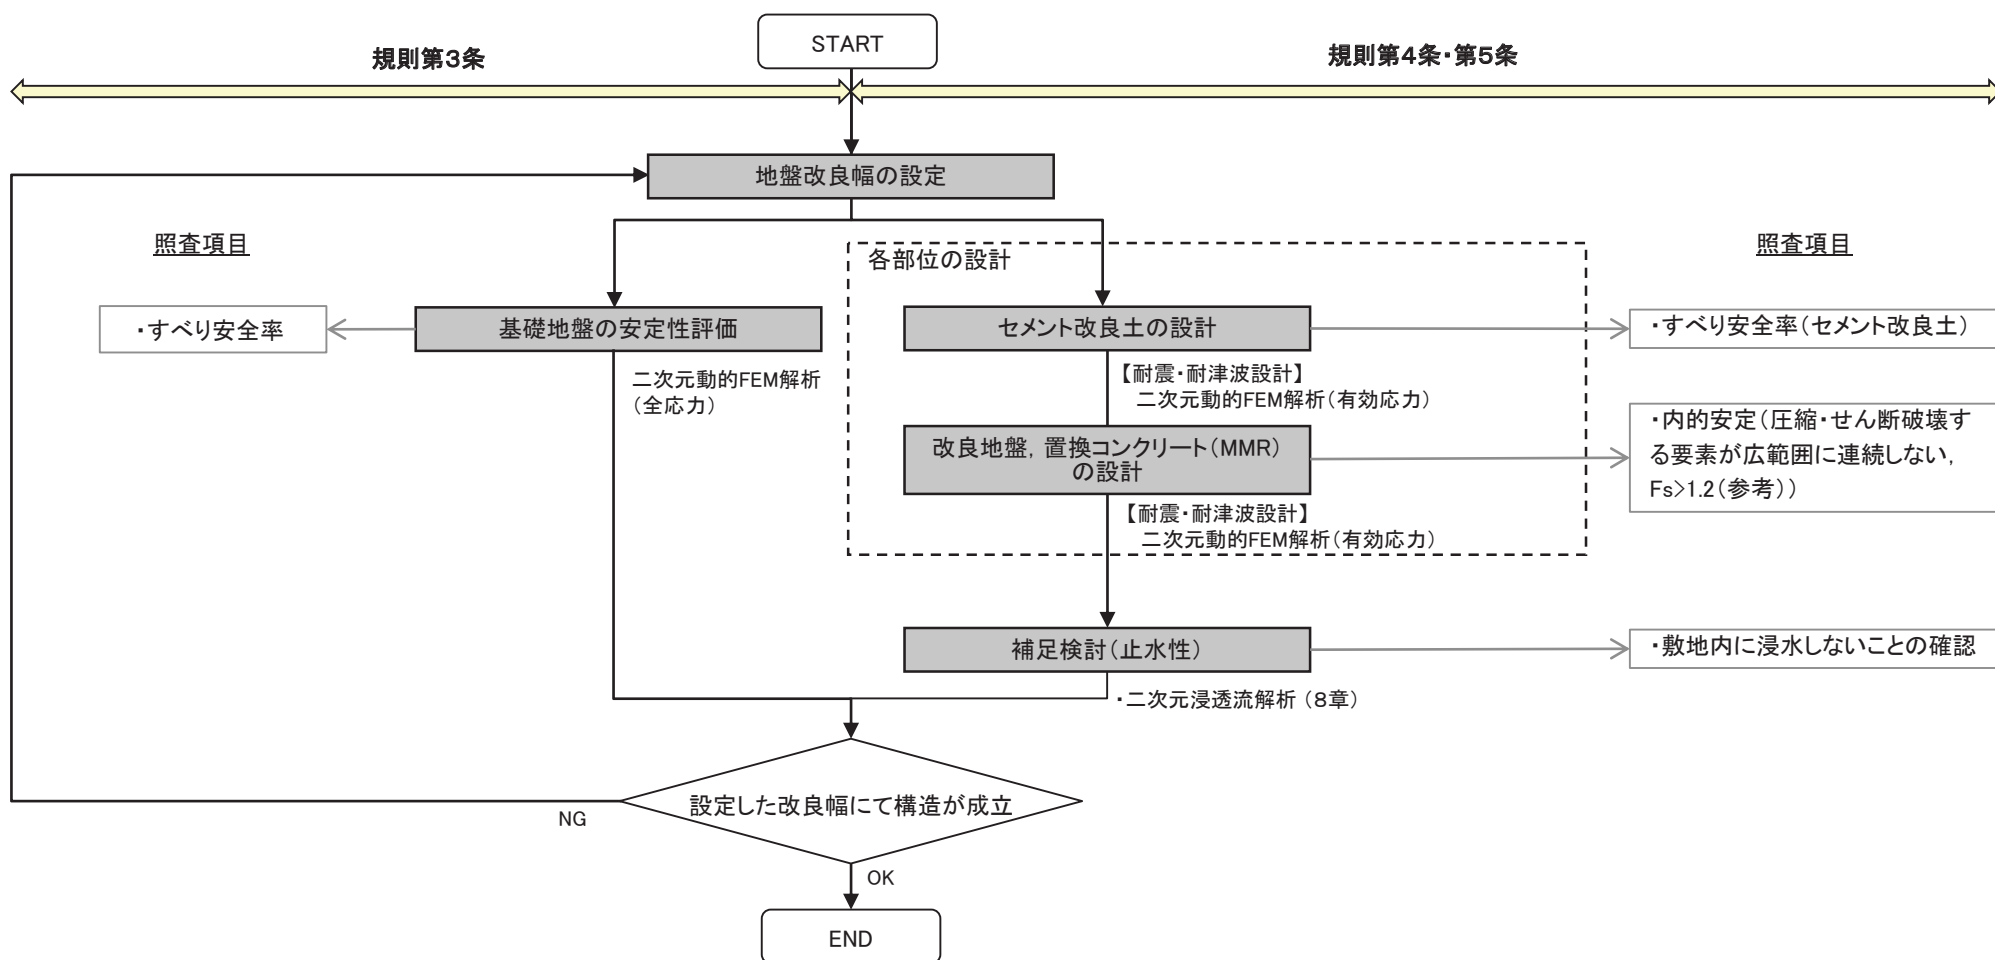 START
規則第3条
規則第4条・第5条
地盤改良幅の設定
照査項目
照査項目
各部位の設計
・すべり安全率
基礎地盤の安定性評価
セメント改良土の設計
・すべり安全率(セメント改良土)
二次元動的FEM解析
(全応力)
【耐震・耐津波設計】
二次元動的FEM解析(有効応力)
改良地盤, 置換コンクリート(MMR)
の設計
・内的安定(圧縮・せん断破壊す
る要素が広範囲に連続しない,
Fs>1.2(参考))
【耐震・耐津波設計】
二次元動的FEM解析(有効応力)
補足検討(止水性)
・敷地内に浸水しないことの確認
・二次元浸透流解析 (8章)
設定した改良幅にて構造が成立
NG
OK
END